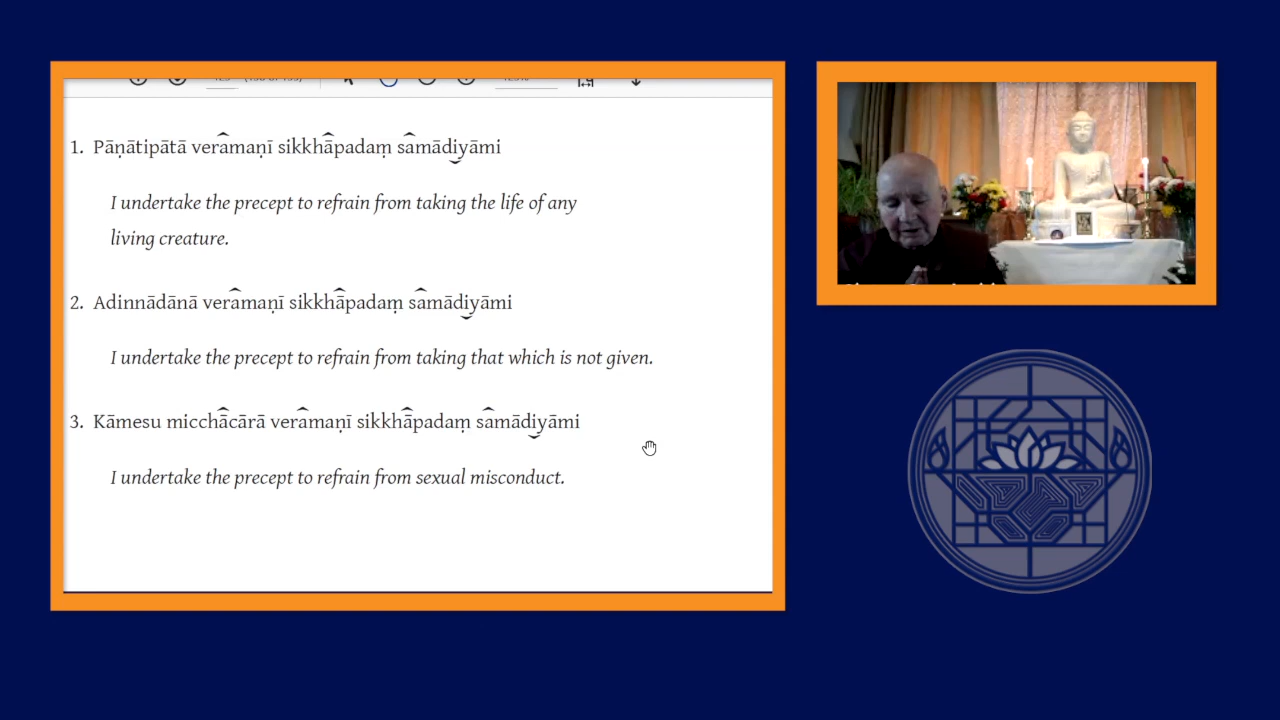 1. Pāṇātipātā veramaṇī sikkhāpadaṃ samādiyāmi
I undertake the precept to refrain from taking the life of any
living creature.
2. Adinnādānā veramaṇī sikkhāpadaṃ samādiyāmi
I undertake the precept to refrain from taking that which is not given.
3. Kāmesu micchācārā veramaṇī sikkhāpadaṃ samādiyāmi
I undertake the precept to refrain from sexual misconduct.